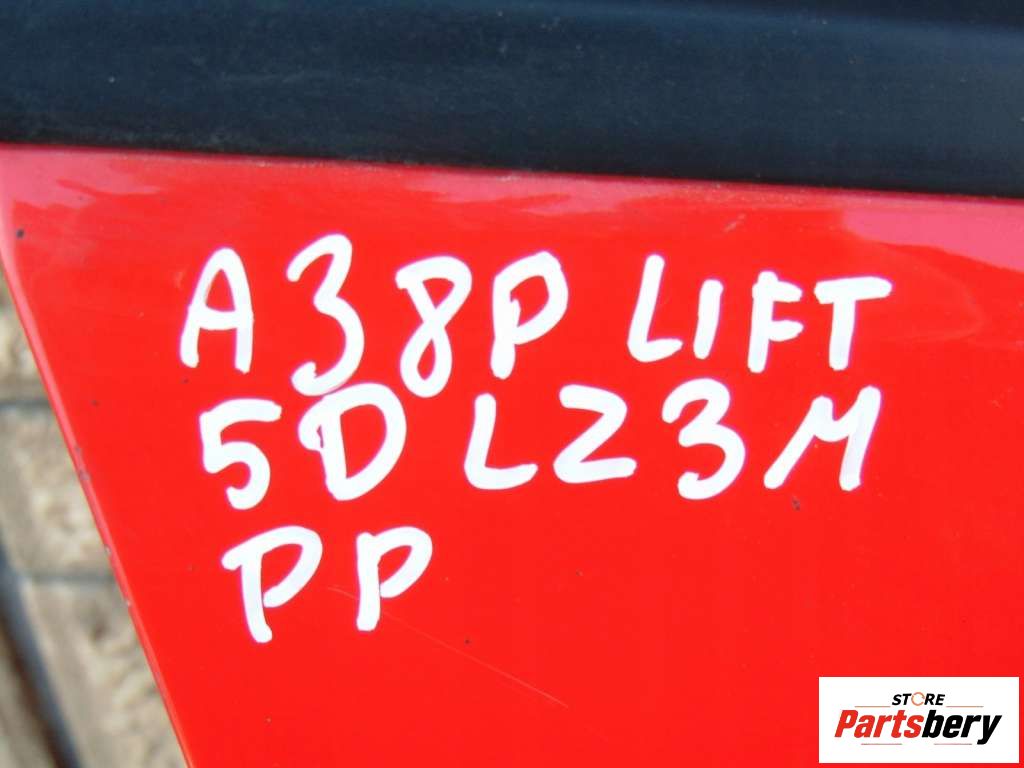 A38P LIFT
5D LZ3M
PP
STORE
Partsbery